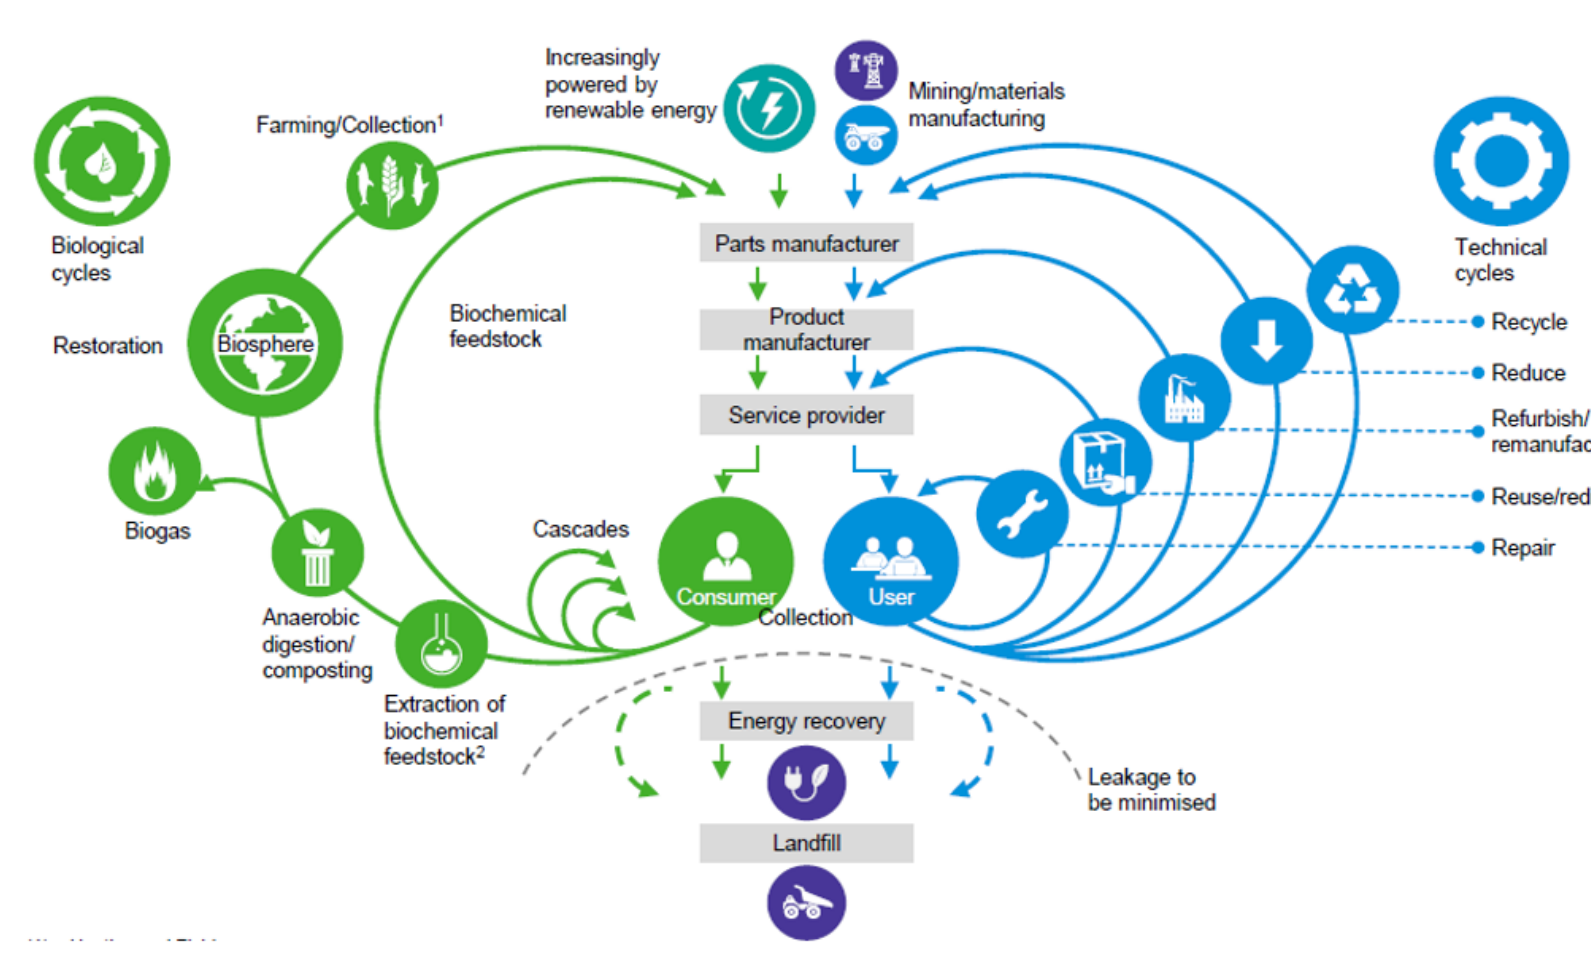 Increasingly
powered by
renewable energy
Mining/materials
manufacturing
Farming/Collection¹
Biological
cycles
Technical
cycles
Parts manufacturer
Biochemical
feedstock
Product
manufacturer
Restoration
Biosphere
Recycle
Reduce
Service provider
Refurbish/
remanufac
Reuse/red
Biogas
Cascades
Repair
Consumer
User
Collection
Anaerobic
digestion/
composting
Extraction of
biochemical
feedstock²
Energy recovery
Leakage to
be minimised
Landfill